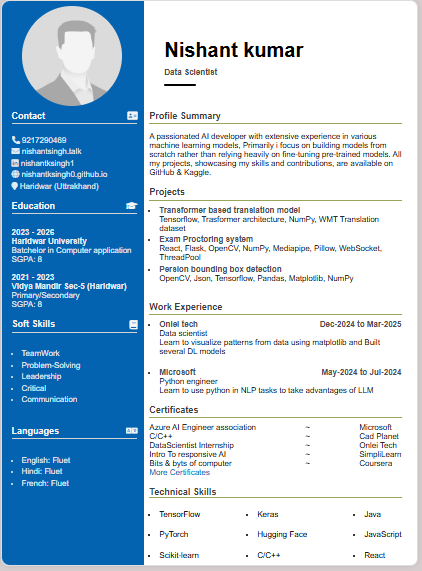 Nishant kumar
Data Scientist
Contact
9217290469
nishantsingh.talk
nishantksingh1
nishantksingh0.github.io
Haridwar (Uttrakhand)
Education
2023 - 2026
Haridwar University
Batchelor in Computer application
SGPA: 8
2021 - 2023
Vidya Mandir Sec-5 (Haridwar)
Primary/Secondary
SGPA: 8
Soft Skills
• TeamWork
• Problem-Solving
• Leadership
• Critical
• Communication
Languages
• English: Fluet
• Hindi: Fluet
• French: Fluet
Profile Summary
A passionated AI developer with extensive experience in various
machine learning models, Primarily i focus on building models from
scratch rather than relying heavily on fine-tuning pre-trained models. All
my projects, showcasing my skills and contributions, are available on
GitHub & Kaggle.
Projects
• Transformer based translation model
Tensorflow, Trasformer architecture, NumPy, WMT Translation
dataset
• Exam Proctoring system
React, Flask, OpenCV, NumPy, Mediapipe, Pillow, WebSocket,
ThreadPool
• Persion bounding box detection
OpenCV, Json, Tensorflow, Pandas, Matplotlib, NumPy
Work Experience
• Onlei tech Dec-2024 to Mar-2025
Data scientist
Learn to visualize patterns from data using matplotlib and Built
several DL models
• Microsoft May-2024 to Jul-2024
Python engineer
Learn to use python in NLP tasks to take advantages of LLM
Certificates
Azure AI Engineer association ~ Microsoft
C/C++ ~ Cad Planet
DataScientist Internship ~ Onlei Tech
Intro To responsive AI ~ SimpliLearn
Bits & byts of computer ~ Coursera
More Certificates
Technical Skills
• TensorFlow • Keras • Java
• PyTorch • Hugging Face • JavaScript
• Scikit-learn • C/C++ • React